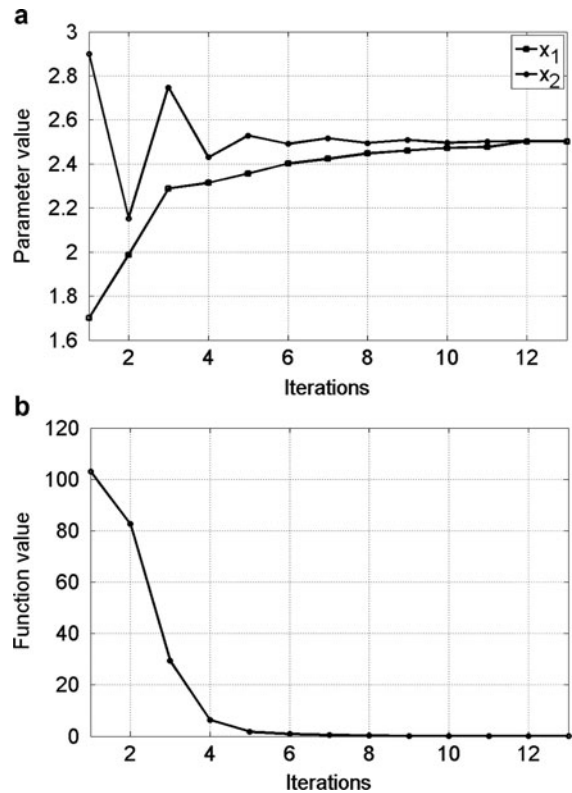 a
3
2.8
2.6
2.4
2.2
2
1.8
1.6
Parameter value
x1
x2
2 4 6 8 10 12
Iterations
b
120
100
80
60
40
20
0
Function value
2 4 6 8 10 12
Iterations